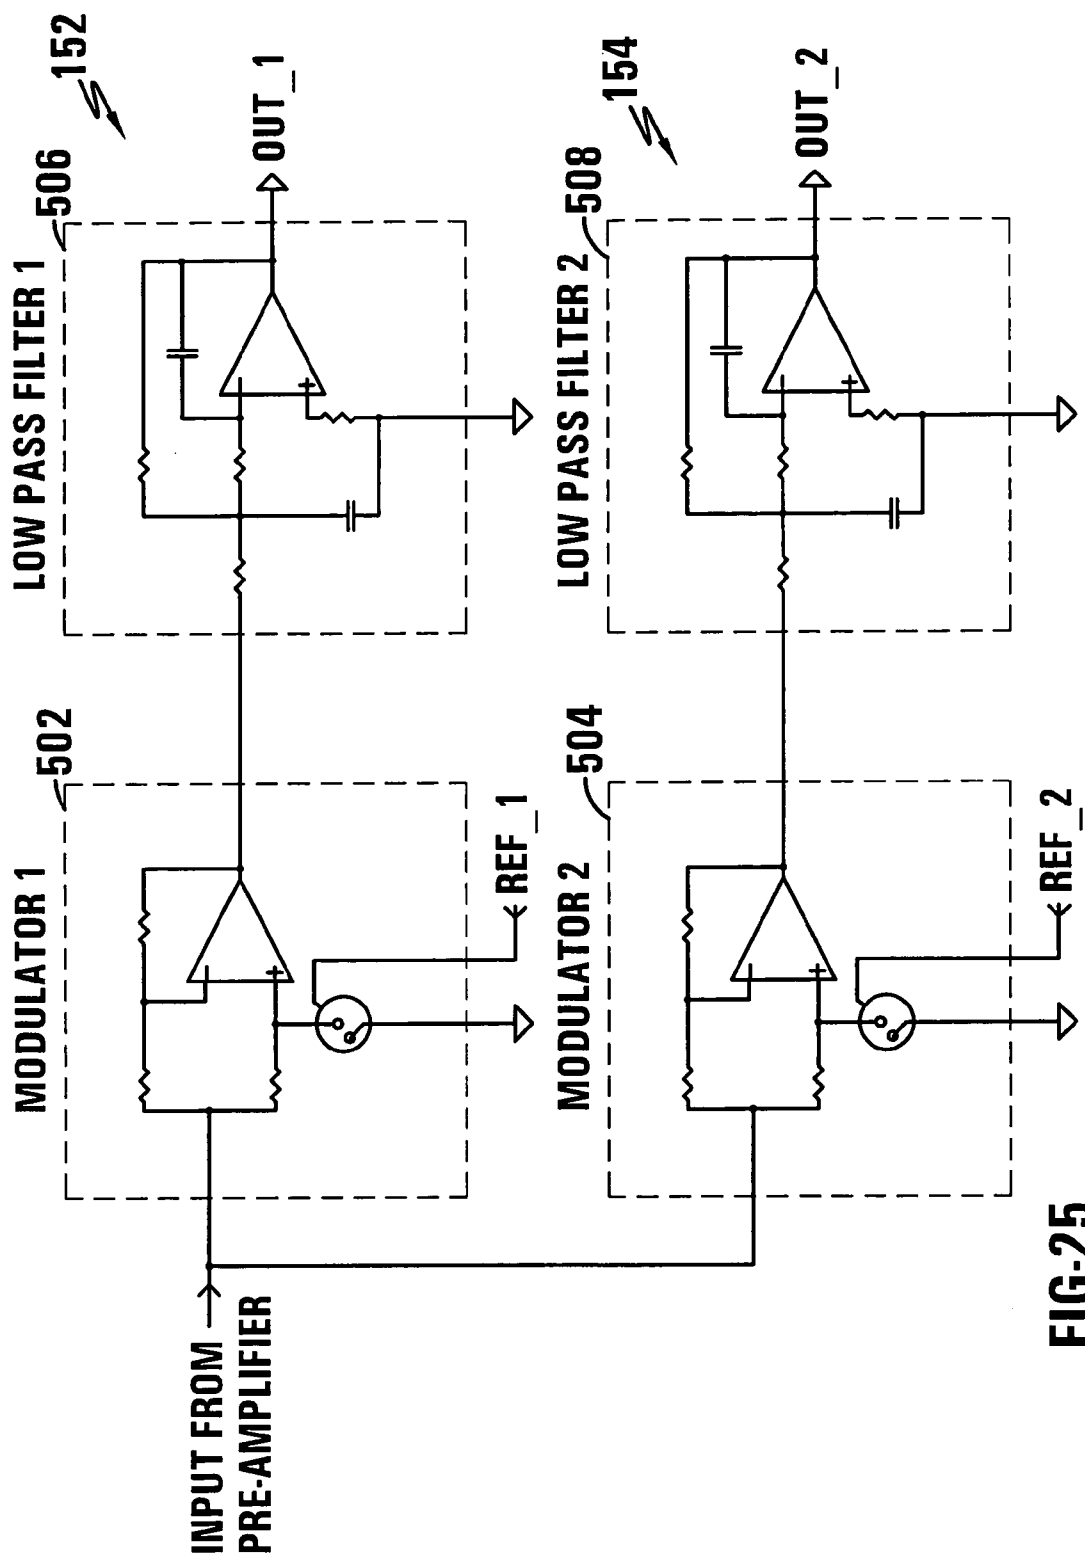 LOW PASS FILTER 1
506
152
OUT_1
MODULATOR 1
502
REF_1
INPUT FROM
PRE-AMPLIFIER
LOW PASS FILTER 2
508
154
OUT_2
MODULATOR 2
504
REF_2
FIG-25